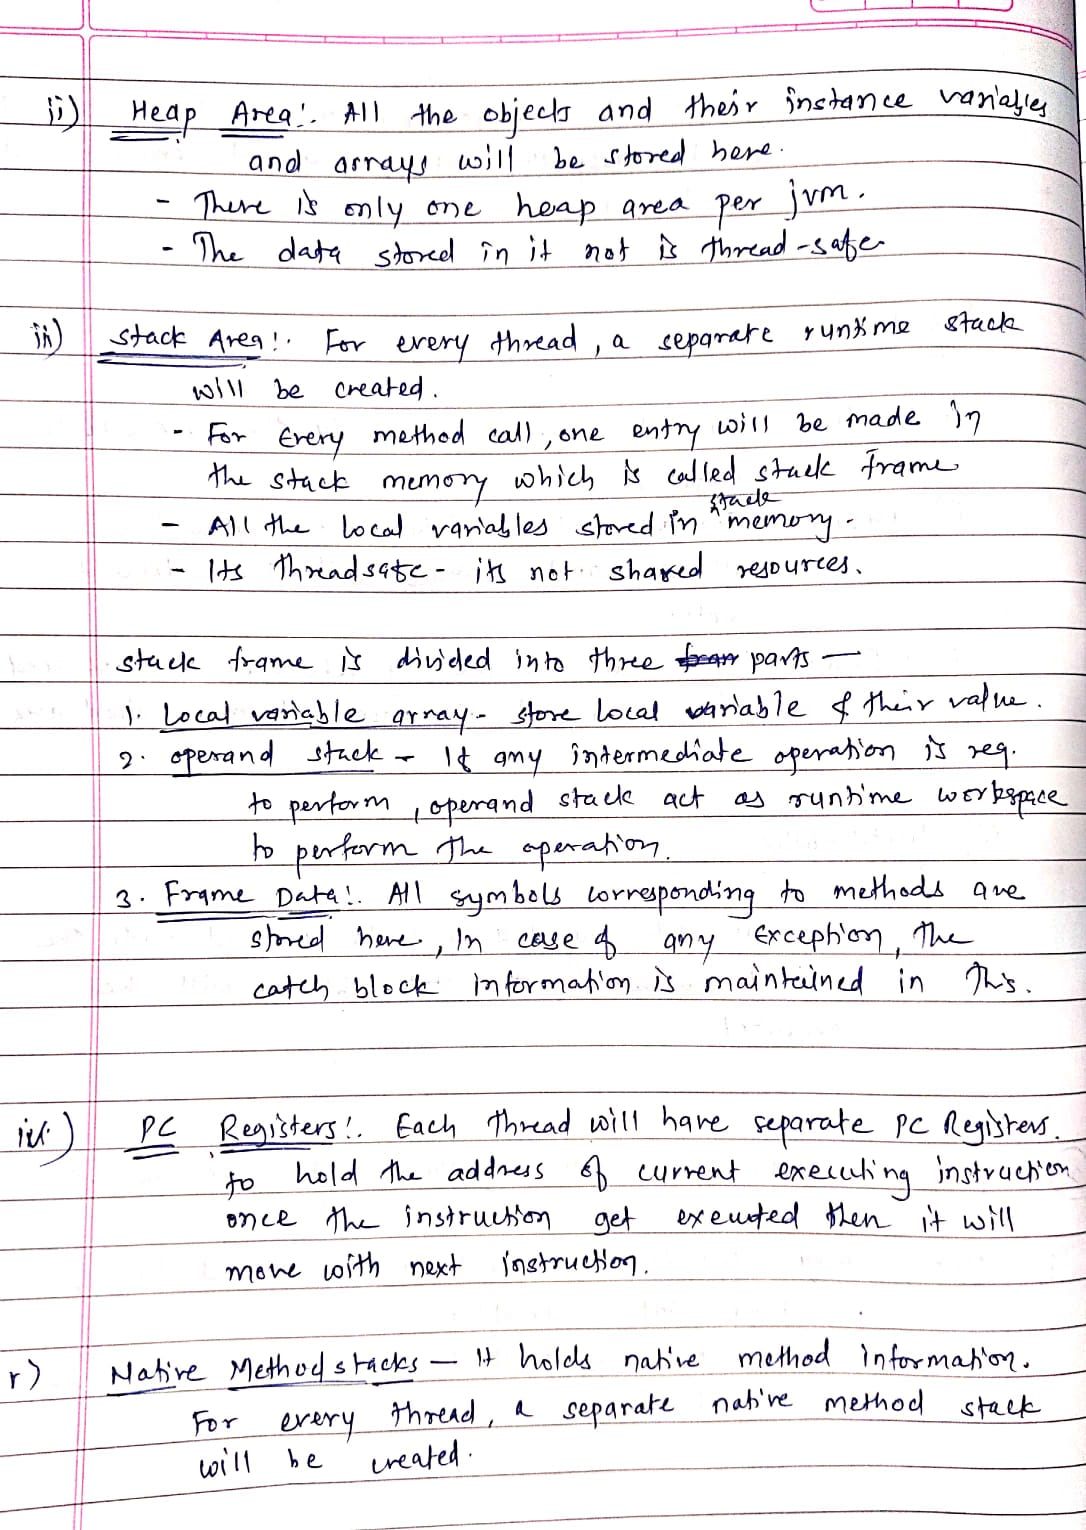 ii) Heap Area:. All the objects and their instance variables
and arrays will be stored here.
- There is only one heap area per jvm.
- The data stored in it not is thread-safe
iii) Stack Area:. For every thread, a separate runtime stack
will be created.
- For Every method call, one entry will be made in
the stack memory which is called stack frame
- All the local variables stored in stack memory.
- Its threadsafe - its not shared resources.
stack frame is divided into three parts —
1. Local variable array - store local variable & their value.
2. operand stack - If any intermediate operation is req.
to perform, operand stack act as runtime workspace
to perform the operation.
3. Frame Data:. All symbols corresponding to methods are
stored here, In case of any Exception, the
catch block information is maintained in this.
iv) PC Registers:. Each thread will have separate PC Registers.
to hold the address of current executing instruction
once the instruction get executed then it will
move with next instruction.
v) Native Method stacks — It holds native method information.
For every thread, a separate native method stack
will be created.